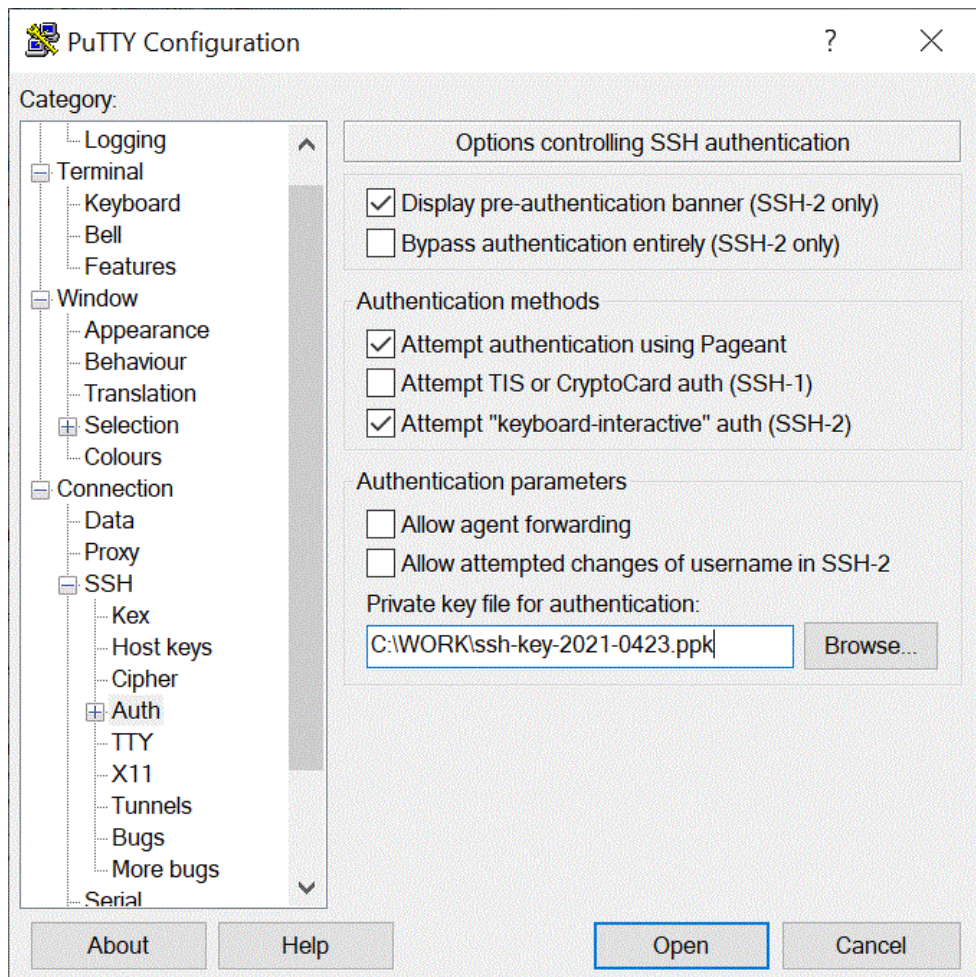 PuTTY Configuration
?
Category:
Logging
Terminal
Keyboard
Bell
Features
Window
Appearance
Behaviour
Translation
Selection
Colours
Connection
Data
Proxy
SSH
Kex
Host keys
Cipher
Auth
TTY
X11
Tunnels
Bugs
More bugs
Serial
Options controlling SSH authentication
Display pre-authentication banner (SSH-2 only)
Bypass authentication entirely (SSH-2 only)
Authentication methods
Attempt authentication using Pageant
Attempt TIS or CryptoCard auth (SSH-1)
Attempt "keyboard-interactive" auth (SSH-2)
Authentication parameters
Allow agent forwarding
Allow attempted changes of username in SSH-2
Private key file for authentication:
C:\WORK\ssh-key-2021-0423.ppk
Browse...
About
Help
Open
Cancel